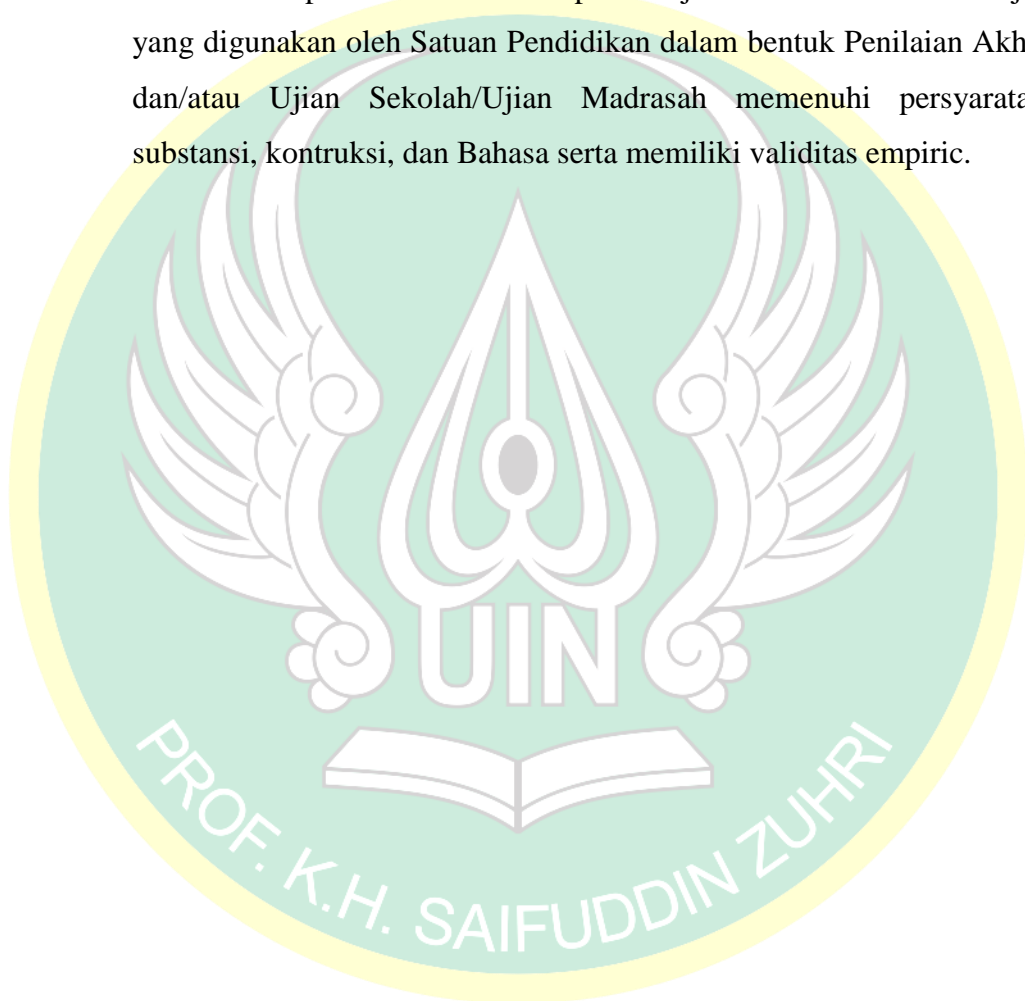 yang digunakan oleh Satuan Pendidikan dalam bentuk Penilaian Akh
dan/atau Ujian Sekolah/Ujian Madrasah memenuhi persyarata
substansi, kontruksi, dan Bahasa serta memiliki validitas empiric.
UIN
PROF. K.H. SAIFUDDIN ZUHRI